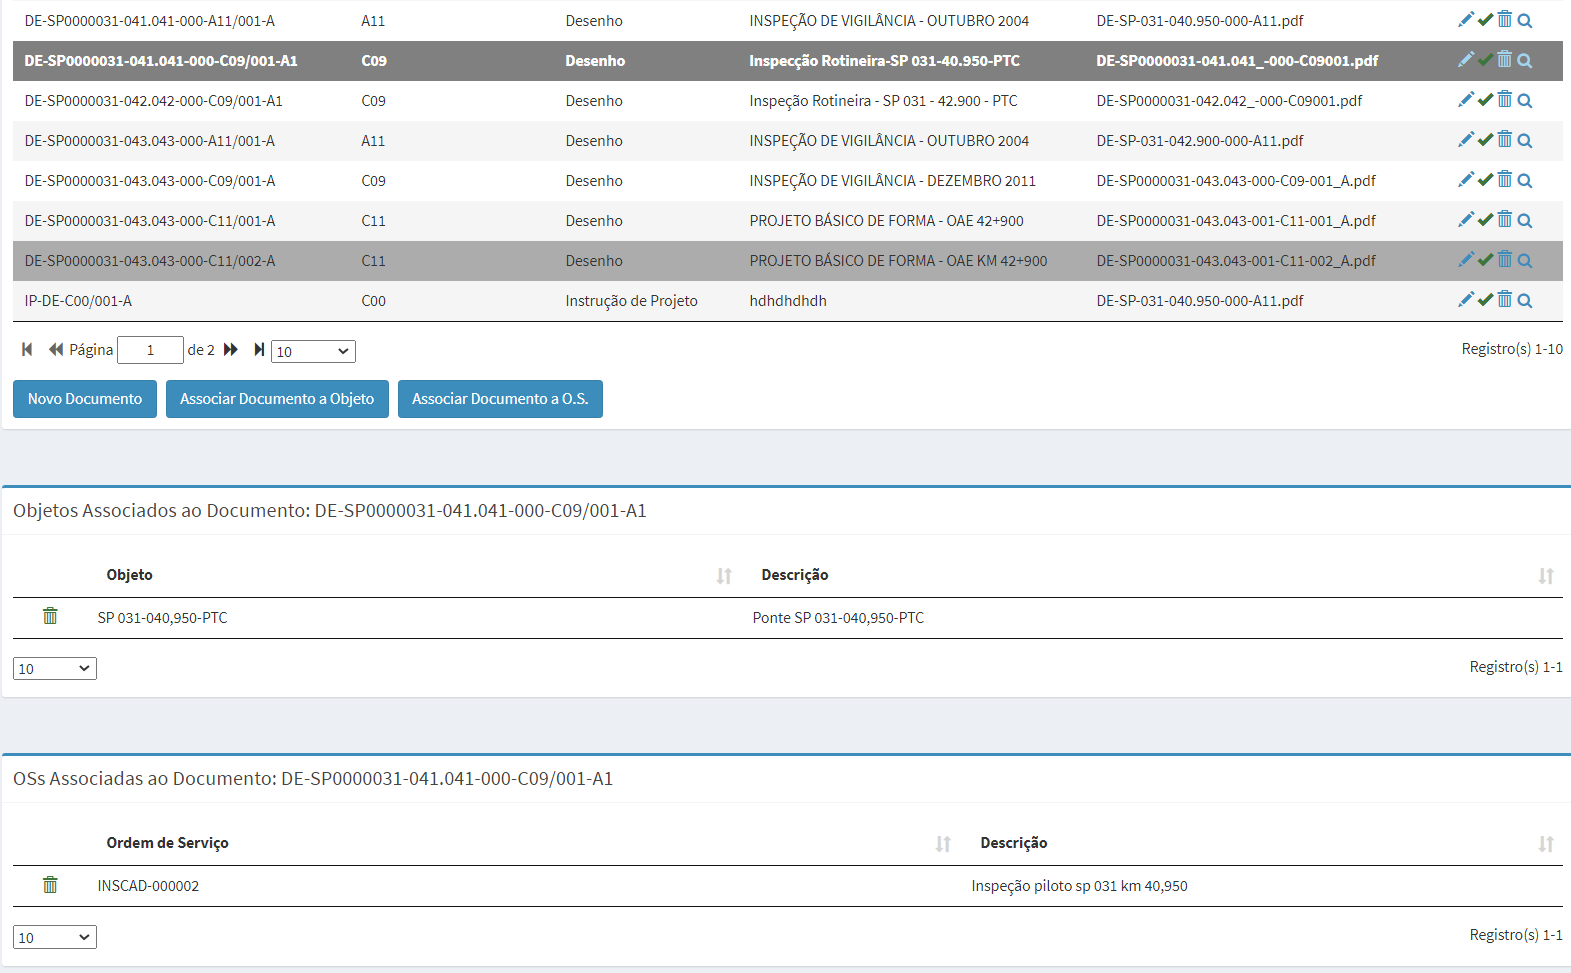 DE-SP0000031-041.041-000-A11/001-A A11 Desenho INSPEÇÃO DE VIGILÂNCIA - OUTUBRO 2004 DE-SP-031-040.950-000-A11.pdf
DE-SP0000031-041.041-000-C09/001-A1 C09 Desenho Inspecção Rotineira-SP 031-40.950-PTC DE-SP0000031-041.041_-000-C09001.pdf
DE-SP0000031-042.042-000-C09/001-A1 C09 Desenho Inspeção Rotineira - SP 031 - 42.900 - PTC DE-SP0000031-042.042_-000-C09001.pdf
DE-SP0000031-043.043-000-A11/001-A A11 Desenho INSPEÇÃO DE VIGILÂNCIA - OUTUBRO 2004 DE-SP-031-042.900-000-A11.pdf
DE-SP0000031-043.043-000-C09/001-A C09 Desenho INSPEÇÃO DE VIGILÂNCIA - DEZEMBRO 2011 DE-SP0000031-043.043-000-C09-001_A.pdf
DE-SP0000031-043.043-000-C11/001-A C11 Desenho PROJETO BÁSICO DE FORMA - OAE 42+900 DE-SP0000031-043.043-001-C11-001_A.pdf
DE-SP0000031-043.043-000-C11/002-A C11 Desenho PROJETO BÁSICO DE FORMA - OAE KM 42+900 DE-SP0000031-043.043-001-C11-002_A.pdf
IP-DE-C00/001-A C00 Instrução de Projeto hdhdhdhdh DE-SP-031-040.950-000-A11.pdf
Página 1 de 2 10 Registro(s) 1-10
Novo Documento Associar Documento a Objeto Associar Documento a O.S.
Objetos Associados ao Documento: DE-SP0000031-041.041-000-C09/001-A1
Objeto Descrição
SP 031-040,950-PTC Ponte SP 031-040,950-PTC
10 Registro(s) 1-1
OSs Associadas ao Documento: DE-SP0000031-041.041-000-C09/001-A1
Ordem de Serviço Descrição
INSCAD-000002 Inspeção piloto sp 031 km 40,950
10 Registro(s) 1-1